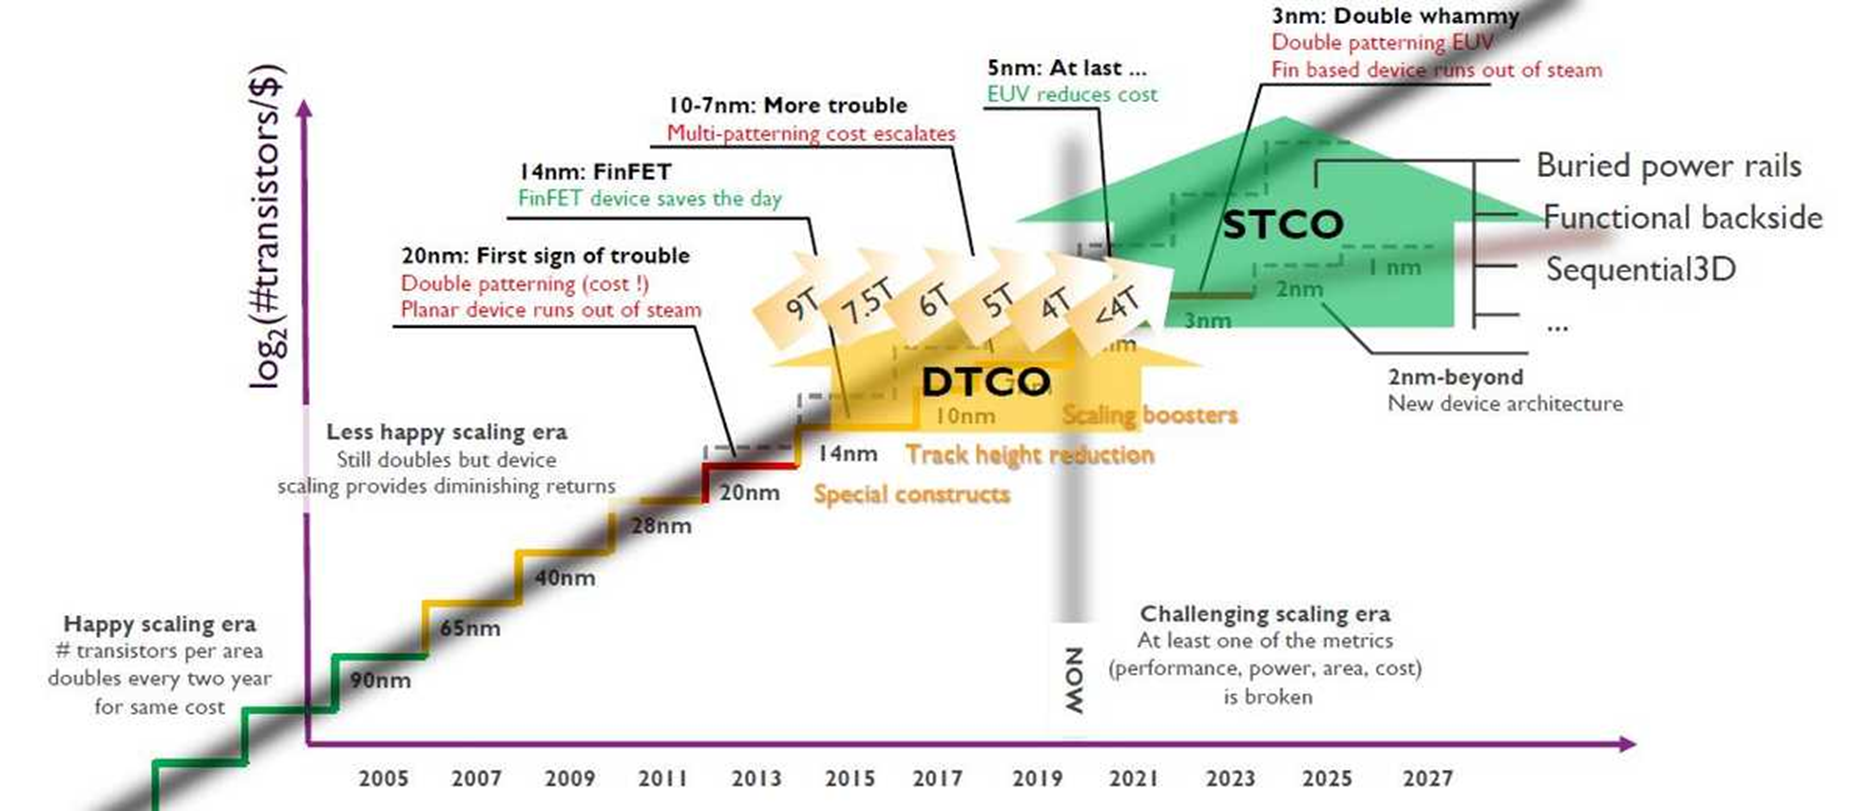 3nm: Double whammy
Double patterning EUV
Fin based device runs out of steam
5nm: At last ...
EUV reduces cost
10-7nm: More trouble
Multi-patterning cost escalates
14nm: FinFET
FinFET device saves the day
20nm: First sign of trouble
Double patterning (cost !)
Planar device runs out of steam
log2(#transistors/$)
Buried power rails
Functional backside
Sequential3D
...
STCO
1 nm
2nm
3nm
9T
7.5T
6T
5T
4T
<4T
DTCO
10nm
2nm-beyond
New device architecture
Scaling boosters
Track height reduction
Special constructs
Less happy scaling era
Still doubles but device
scaling provides diminishing returns
14nm
20nm
28nm
40nm
65nm
90nm
Happy scaling era
# transistors per area
doubles every two year
for same cost
NOW
Challenging scaling era
At least one of the metrics
(performance, power, area, cost)
is broken
2005 2007 2009 2011 2013 2015 2017 2019 2021 2023 2025 2027